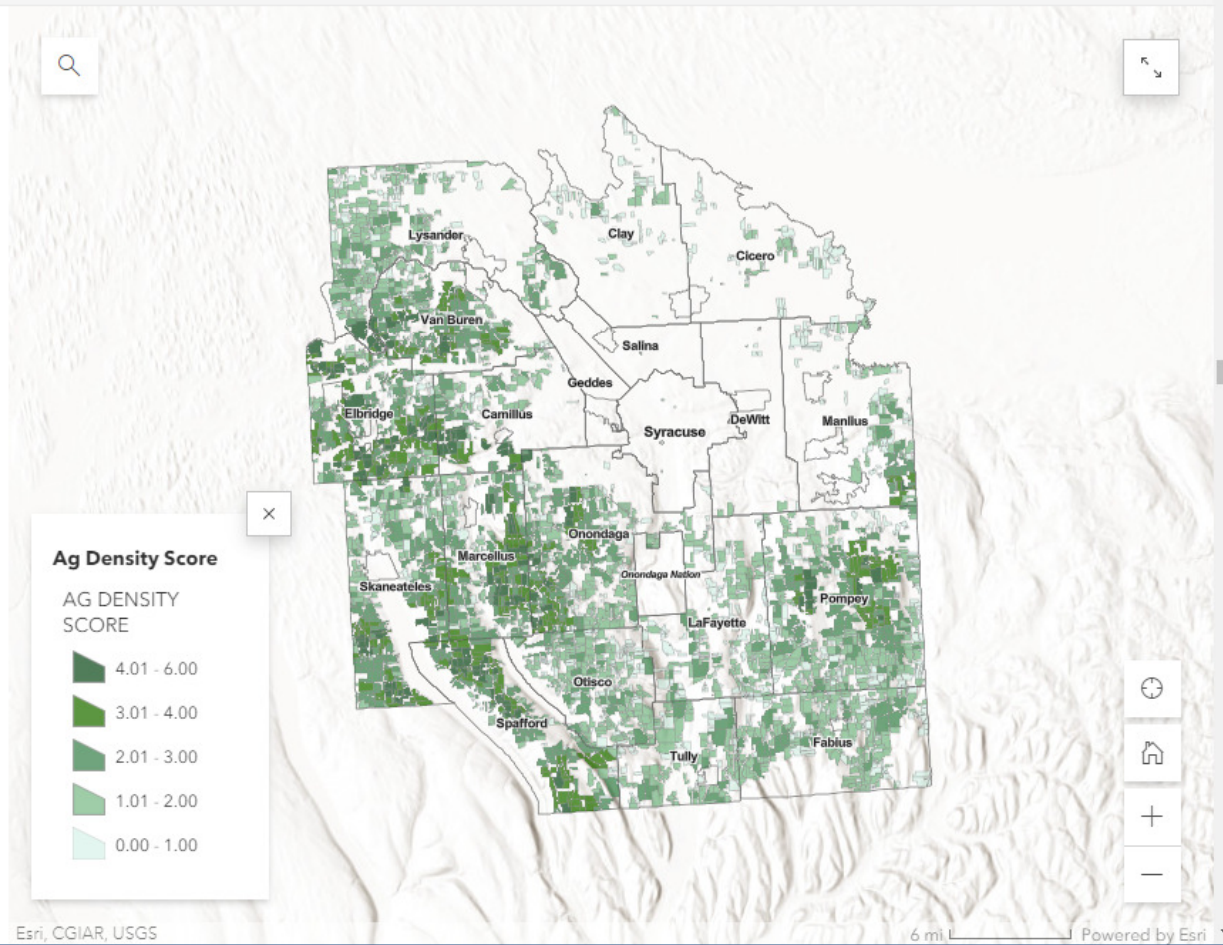 Clay
Lysander
Cicero
Van Buren
Salina
Geddes
Elbridge
Camillus
DeWitt
Manlius
Syracuse
Onondaga
Marcellus
Onondaga Nation
Skaneateles
Pompey
LaFayette
Otisco
Spafford
Fabius
Tully
Ag Density Score
AG DENSITY
SCORE
4.01 - 6.00
3.01 - 4.00
2.01 - 3.00
1.01 - 2.00
0.00 - 1.00
Esri, CGIAR, USGS
6 mi
Powered by Esri